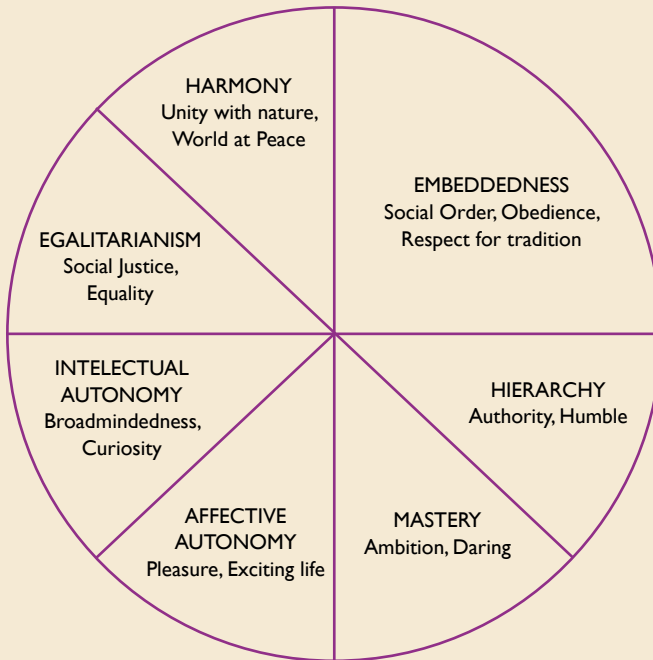 HARMONY
Unity with nature,
World at Peace
EMBEDDEDNESS
Social Order, Obedience,
Respect for tradition
EGALITARIANISM
Social Justice,
Equality
INTELECTUAL
AUTONOMY
Broadmindedness,
Curiosity
HIERARCHY
Authority, Humble
AFFECTIVE
AUTONOMY
Pleasure, Exciting life
MASTERY
Ambition, Daring